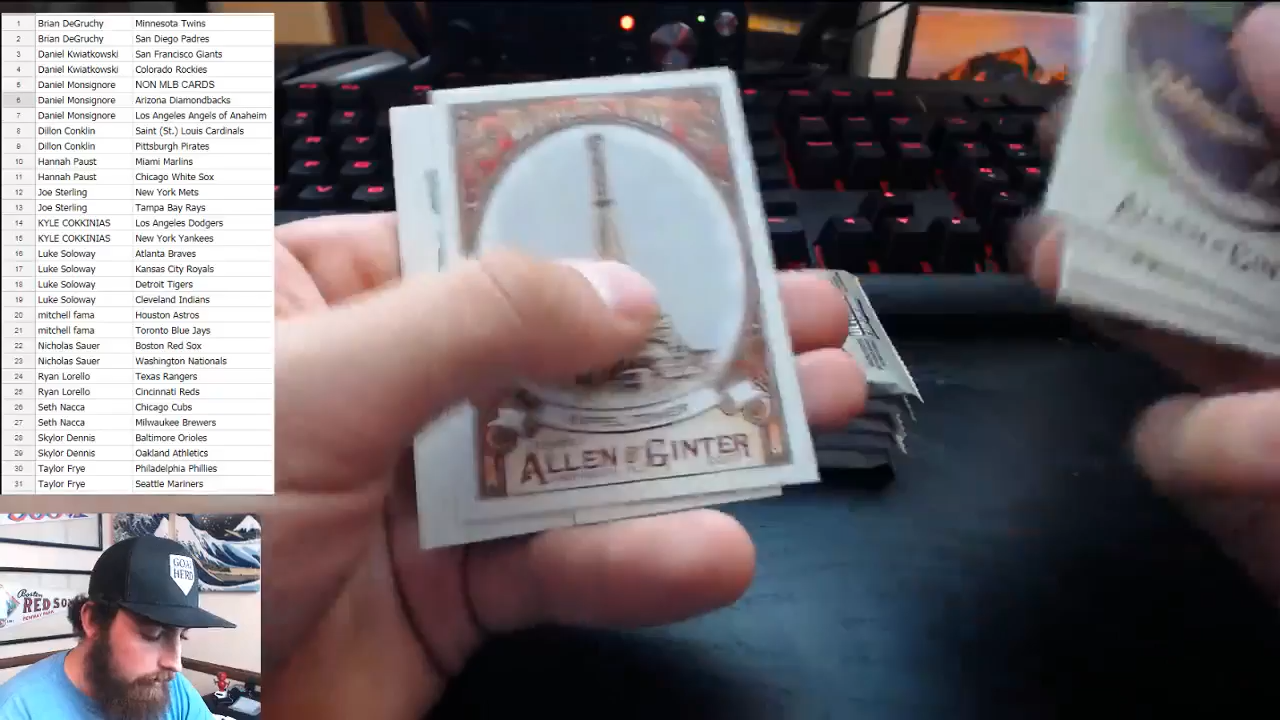 1 Brian DeGruchy Minnesota Twins
2 Brian DeGruchy San Diego Padres
3 Daniel Kwiatkowski San Francisco Giants
4 Daniel Kwiatkowski Colorado Rockies
5 Daniel Monsignore NON MLB CARDS
6 Daniel Monsignore Arizona Diamondbacks
7 Daniel Monsignore Los Angeles Angels of Anaheim
8 Dillon Conklin Saint (St.) Louis Cardinals
9 Dillon Conklin Pittsburgh Pirates
10 Hannah Paust Miami Marlins
11 Hannah Paust Chicago White Sox
12 Joe Sterling New York Mets
13 Joe Sterling Tampa Bay Rays
14 KYLE COKKINIAS Los Angeles Dodgers
15 KYLE COKKINIAS New York Yankees
16 Luke Soloway Atlanta Braves
17 Luke Soloway Kansas City Royals
18 Luke Soloway Detroit Tigers
19 Luke Soloway Cleveland Indians
20 mitchell fama Houston Astros
21 mitchell fama Toronto Blue Jays
22 Nicholas Sauer Boston Red Sox
23 Nicholas Sauer Washington Nationals
24 Ryan Lorello Texas Rangers
25 Ryan Lorello Cincinnati Reds
26 Seth Nacca Chicago Cubs
27 Seth Nacca Milwaukee Brewers
28 Skylor Dennis Baltimore Orioles
29 Skylor Dennis Oakland Athletics
30 Taylor Frye Philadelphia Phillies
31 Taylor Frye Seattle Mariners
ALLEN & GINTER
ALLEN & GIN
GOAT
HERD
Boston
RED SO